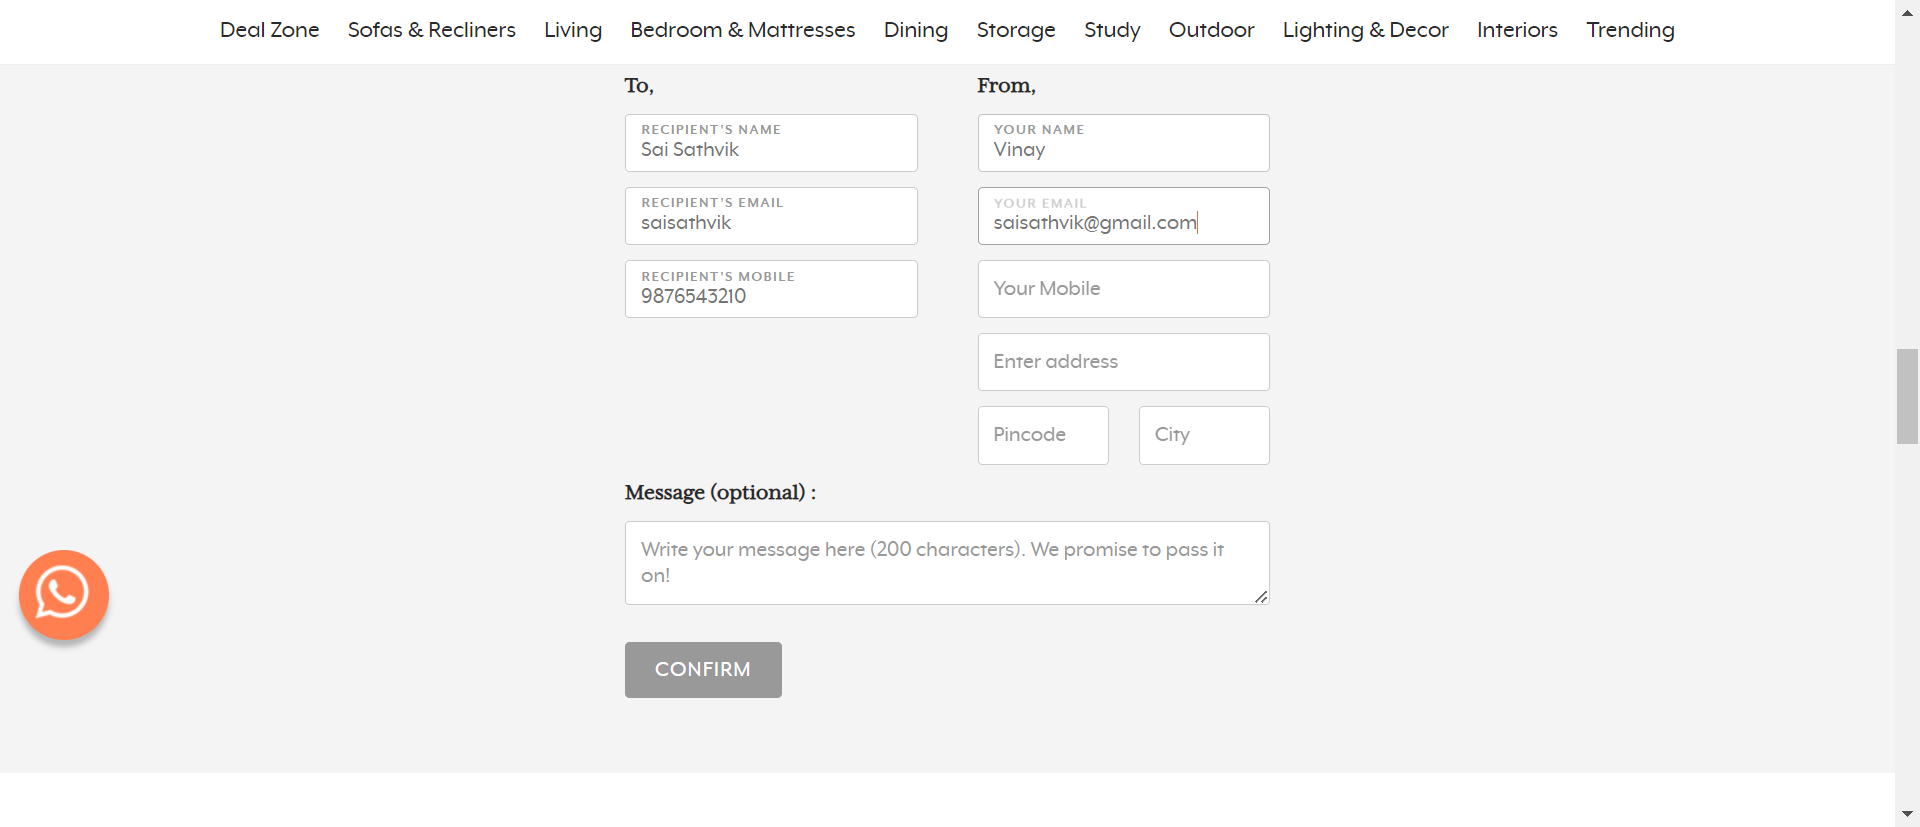 Deal Zone Sofas & Recliners Living Bedroom & Mattresses Dining Storage Study Outdoor Lighting & Decor Interiors Trending
To,
RECIPIENT'S NAME
Sai Sathvik
RECIPIENT'S EMAIL
saisathvik
RECIPIENT'S MOBILE
9876543210
From,
YOUR NAME
Vinay
YOUR EMAIL
saisathvik@gmail.com
Your Mobile
Enter address
Pincode City
Message (optional) :
Write your message here (200 characters). We promise to pass it
on!
CONFIRM